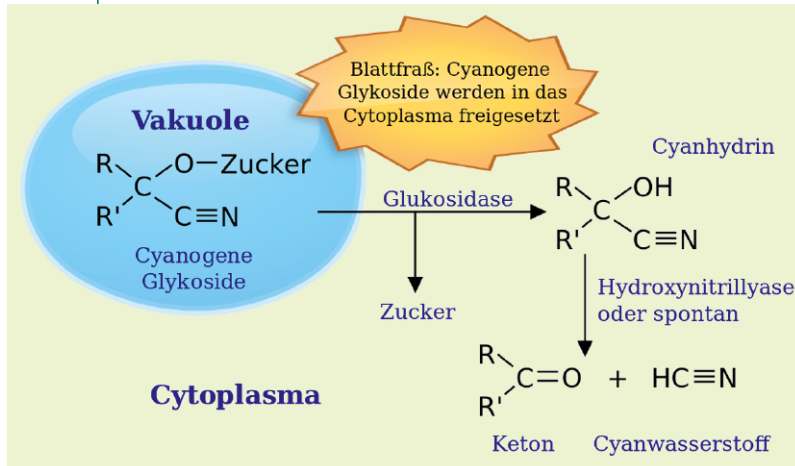 Blattfraß: Cyanogene
Glykoside werden in das
Cytoplasma freigesetzt
Vakuole
R
O—Zucker
C
R'
C≡N
Cyanogene
Glykoside
Glukosidase
Zucker
Cyanhydrin
R
OH
C
R'
C≡N
Hydroxynitrillyase
oder spontan
R
C=O + HC≡N
R'
Keton Cyanwasserstoff
Cytoplasma